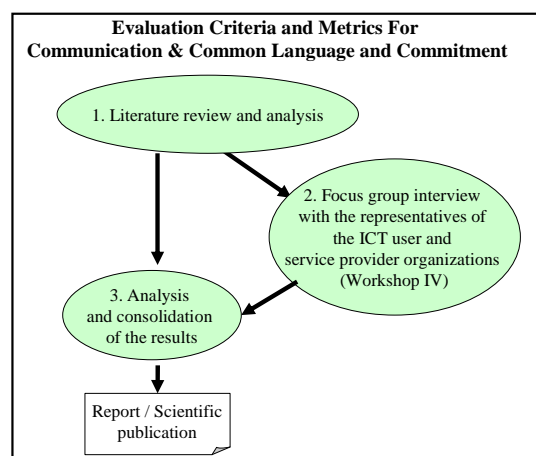 Evaluation Criteria and Metrics For
Communication & Common Language and Commitment
1. Literature review and analysis
2. Focus group interview
with the representatives of
the ICT user and
service provider organizations
(Workshop IV)
3. Analysis
and consolidation
of the results
Report / Scientific
publication